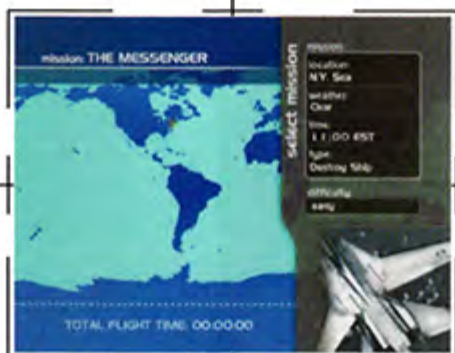 mission: THE MESSENGER
select mission
mission:
location:
N.Y. Sea
weather:
Clear
time:
11:00 EST
type:
Destroy Ship
difficulty:
easy
TOTAL FLIGHT TIME: 00:00:00